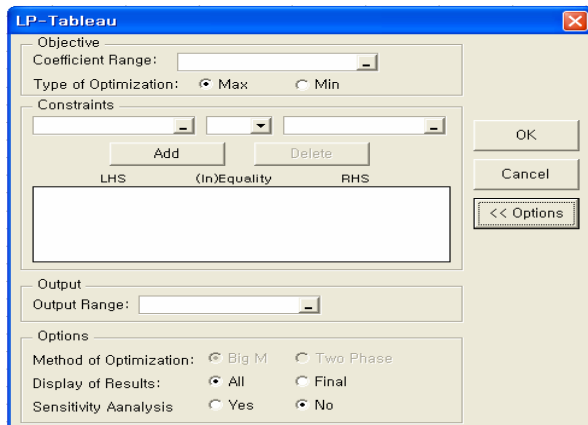 LP-Tableau
Objective
Coefficient Range:
Type of Optimization: Max Min
Constraints
Add Delete
LHS (In)Equality RHS
OK
Cancel
<< Options
Output
Output Range:
Options
Method of Optimization: Big M Two Phase
Display of Results: All Final
Sensitivity Aanalysis Yes No